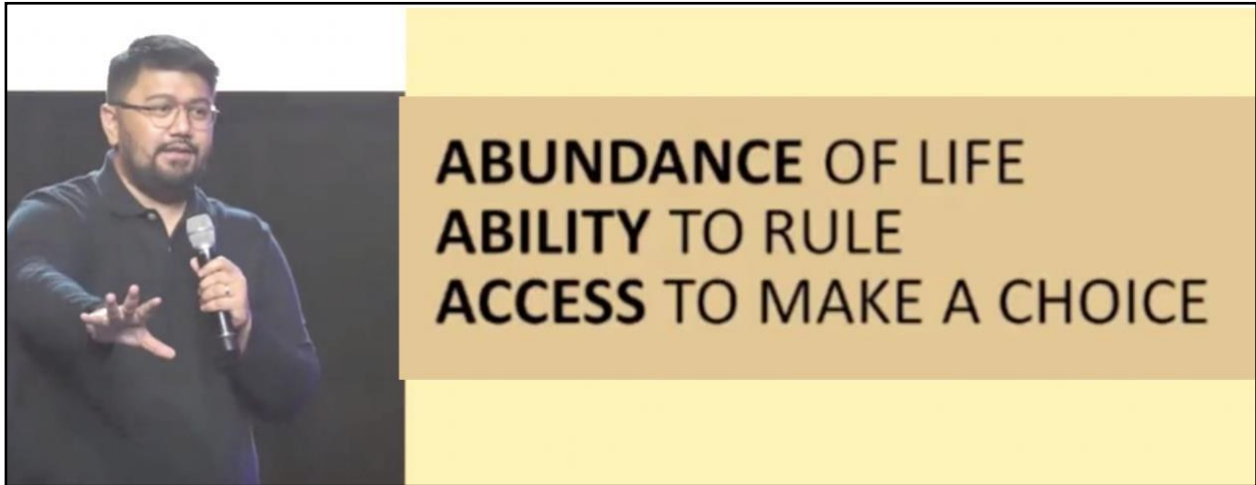 ABUNDANCE OF LIFE
ABILITY TO RULE
ACCESS TO MAKE A CHOICE